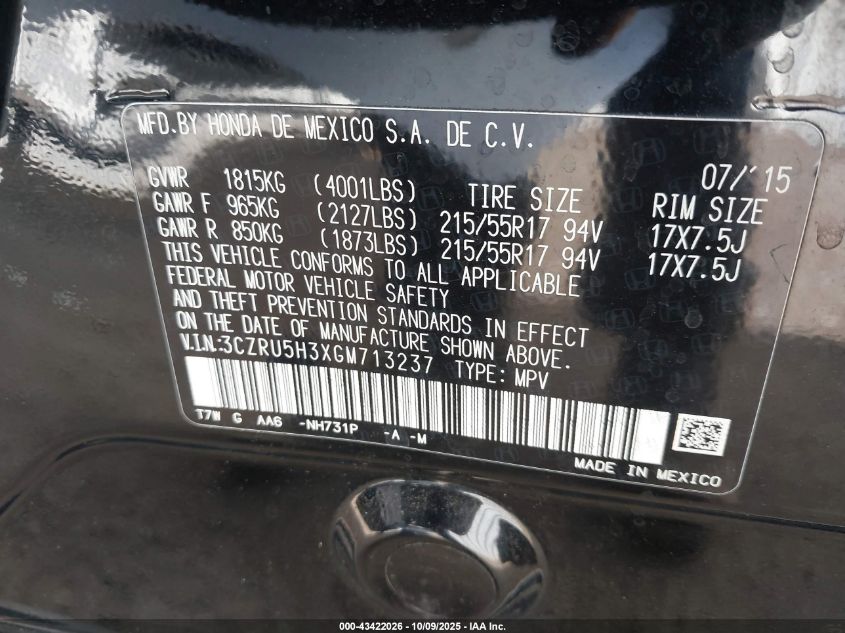 MFD.BY HONDA DE MEXICO S.A. DE C.V.
07/'15
GVWR 1815KG (4001LBS) TIRE SIZE RIM SIZE
GAWR F 965KG (2127LBS) 215/55R17 94V 17X7.5J
GAWR R 850KG (1873LBS) 215/55R17 94V 17X7.5J
THIS VEHICLE CONFORMS TO ALL APPLICABLE
FEDERAL MOTOR VEHICLE SAFETY
AND THEFT PREVENTION STANDARDS IN EFFECT
ON THE DATE OF MANUFACTURE SHOWN ABOVE.
V.I.N:3CZRU5H3XGM713237 TYPE: MPV
T7W G AA6 -NH731P -A -M
MADE IN MEXICO
000-43422026 - 10/09/2025 - IAA Inc.